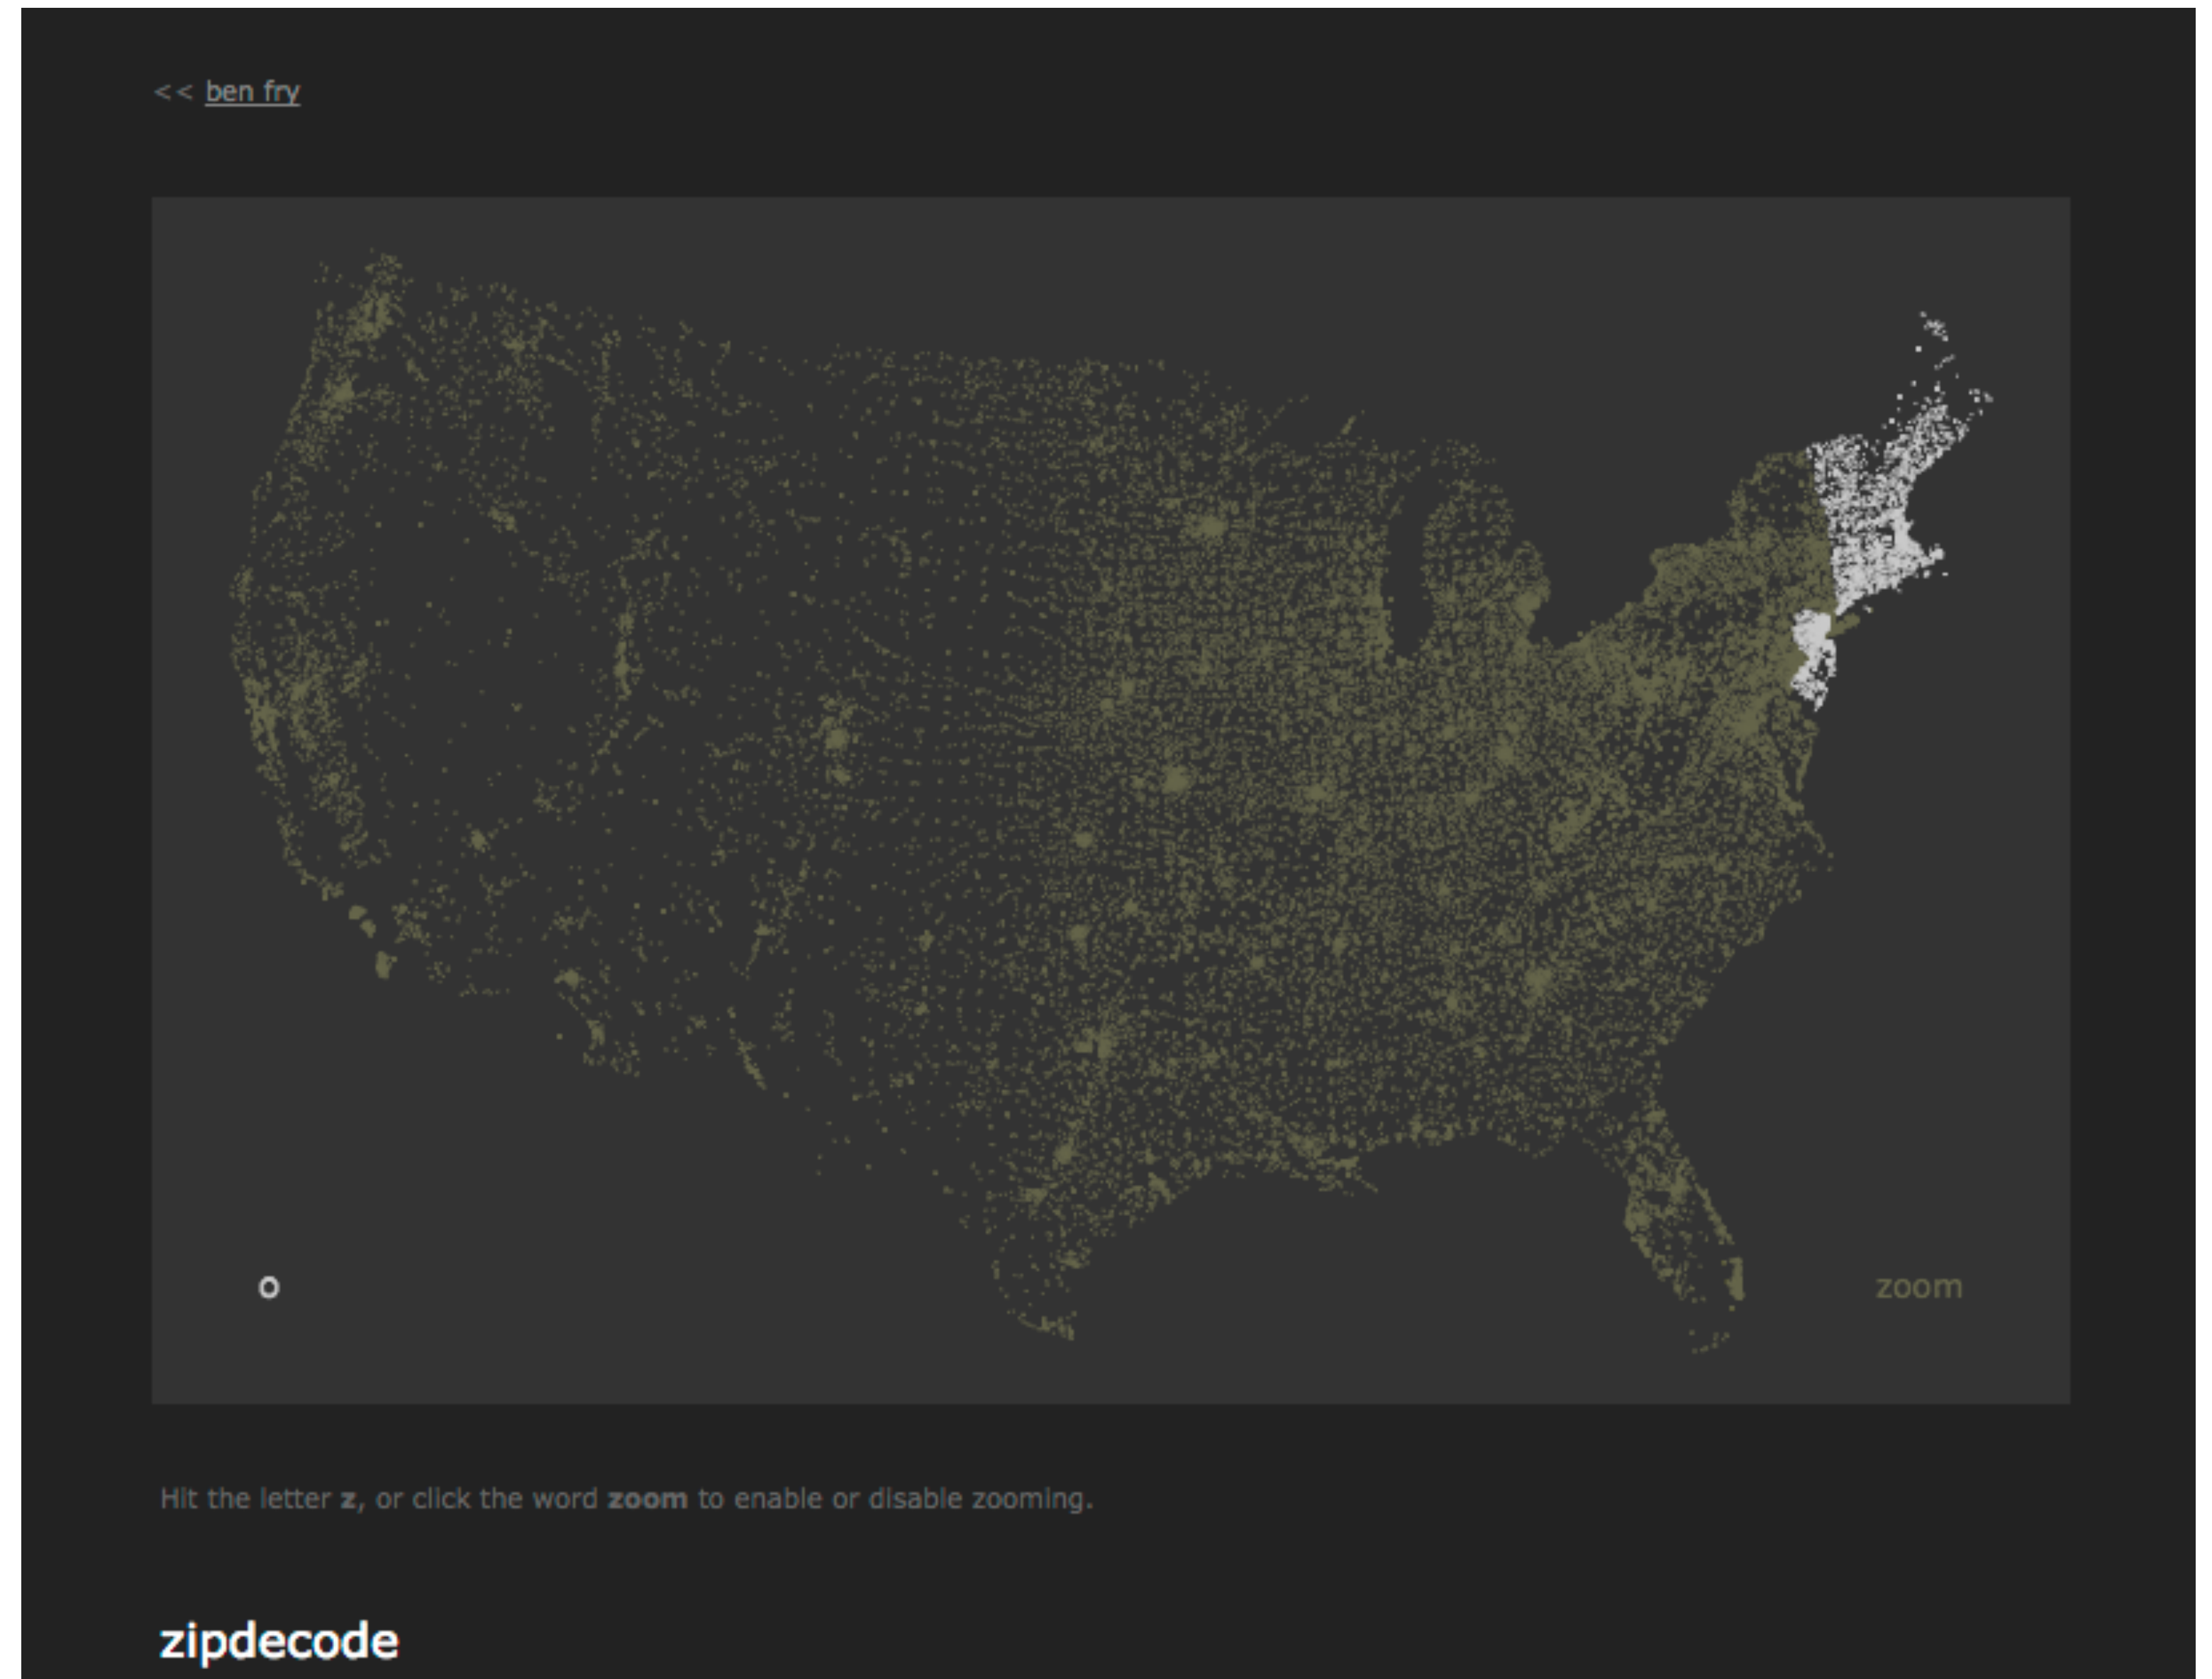 << ben fry
0
zoom
Hit the letter z, or click the word zoom to enable or disable zooming.
zipdecode